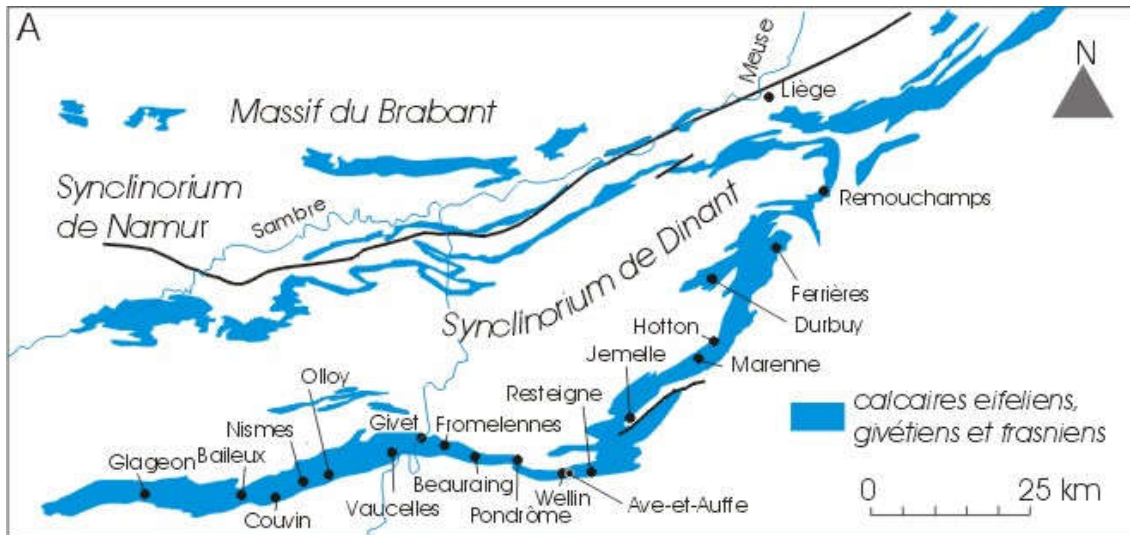 A
Meuse
N
Liège
Massif du Brabant
Synclinorium
de Namur
Sambre
Remouchamps
Synclinorium de Dinant
Ferrières
Durbuy
Hotton
Jemelle
Marenne
Olloy
Resteigne
calcaires eifeliens,
givétiens et frasniens
Nismes
Givet
Fromelennes
Glageon
Baileux
Couvin
Vaucelles
Beauraing
Pondrôme
Wellin
Ave-et-Auffe
0
25 km